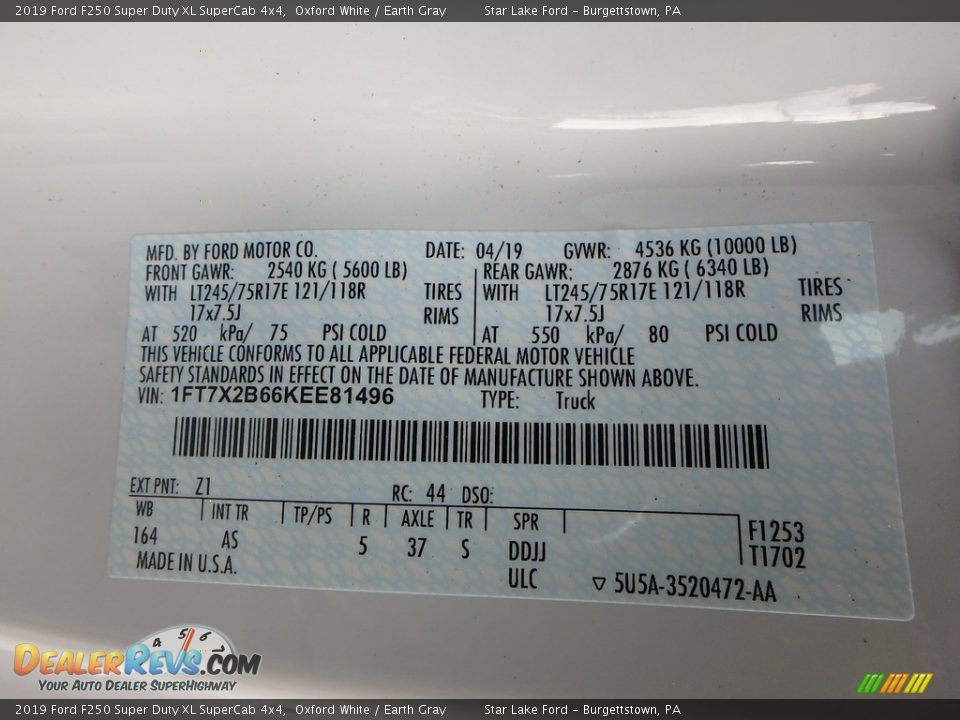 2019 Ford F250 Super Duty XL SuperCab 4x4, Oxford White / Earth Gray Star Lake Ford - Burgettstown, PA
MFD. BY FORD MOTOR CO. DATE: 04/19 GVWR: 4536 KG (10000 LB)
FRONT GAWR: 2540 KG ( 5600 LB) REAR GAWR: 2876 KG ( 6340 LB)
WITH LT245/75R17E 121/118R TIRES WITH LT245/75R17E 121/118R TIRES
17x7.5J RIMS 17x7.5J RIMS
AT 520 kPa/ 75 PSI COLD AT 550 kPa/ 80 PSI COLD
THIS VEHICLE CONFORMS TO ALL APPLICABLE FEDERAL MOTOR VEHICLE
SAFETY STANDARDS IN EFFECT ON THE DATE OF MANUFACTURE SHOWN ABOVE.
VIN: 1FT7X2B66KEE81496 TYPE: Truck
EXT PNT: Z1 RC: 44 DSO:
WB INT TR TP/PS R AXLE TR SPR F1253
164 AS 5 37 S DDJJ T1702
MADE IN U.S.A. ULC 5U5A-3520472-AA
4 5 6
DealerRevs.com
Your Auto Dealer SuperHighway
2019 Ford F250 Super Duty XL SuperCab 4x4, Oxford White / Earth Gray Star Lake Ford - Burgettstown, PA